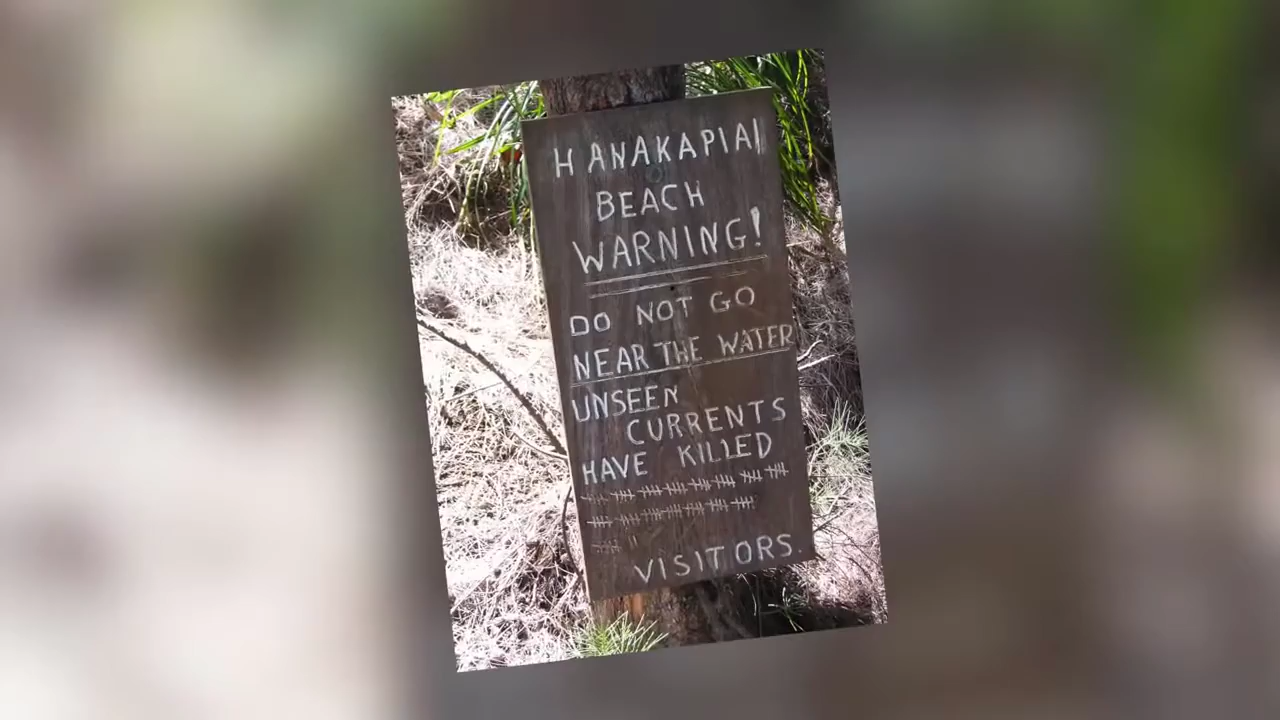 HANAKAPIAI
BEACH
WARNING!
DO NOT GO
NEAR THE WATER
UNSEEN
CURRENTS
HAVE KILLED
VISITORS.